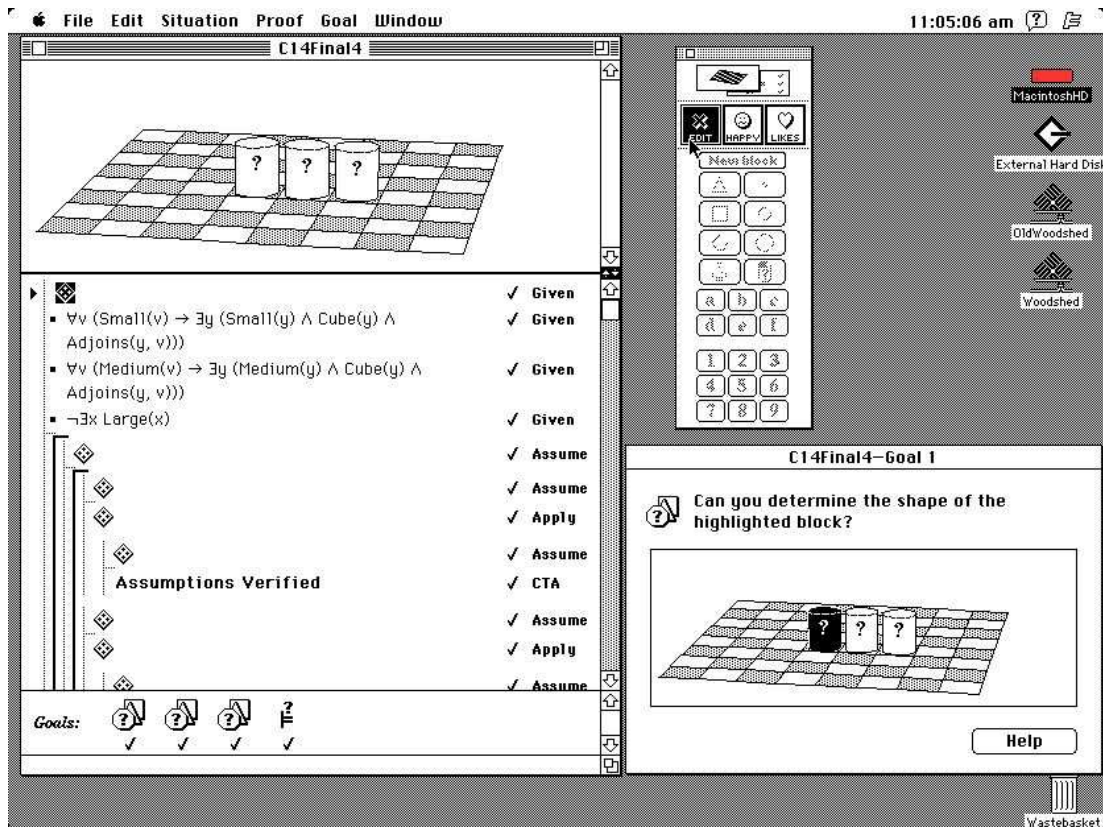 File Edit Situation Proof Goal Window
11:05:06 am
C14Final4
? ? ?
EDIT HAPPY LIKES
New block
a b c
d e f
1 2 3
4 5 6
7 8 9
MacintoshHD
External Hard Disk
OldWoodshed
Woodshed
✓ Given
∀v (Small(v) → ∃y (Small(y) ∧ Cube(y) ∧ ✓ Given
Adjoins(y, v)))
∀v (Medium(v) → ∃y (Medium(y) ∧ Cube(y) ∧ ✓ Given
Adjoins(y, v)))
¬∃x Large(x) ✓ Given
✓ Assume
✓ Assume
✓ Apply
✓ Assume
Assumptions Verified ✓ CTA
✓ Assume
✓ Apply
✓ Assume
Goals:
C14Final4–Goal 1
Can you determine the shape of the
highlighted block?
? ? ?
Help
Wastebasket